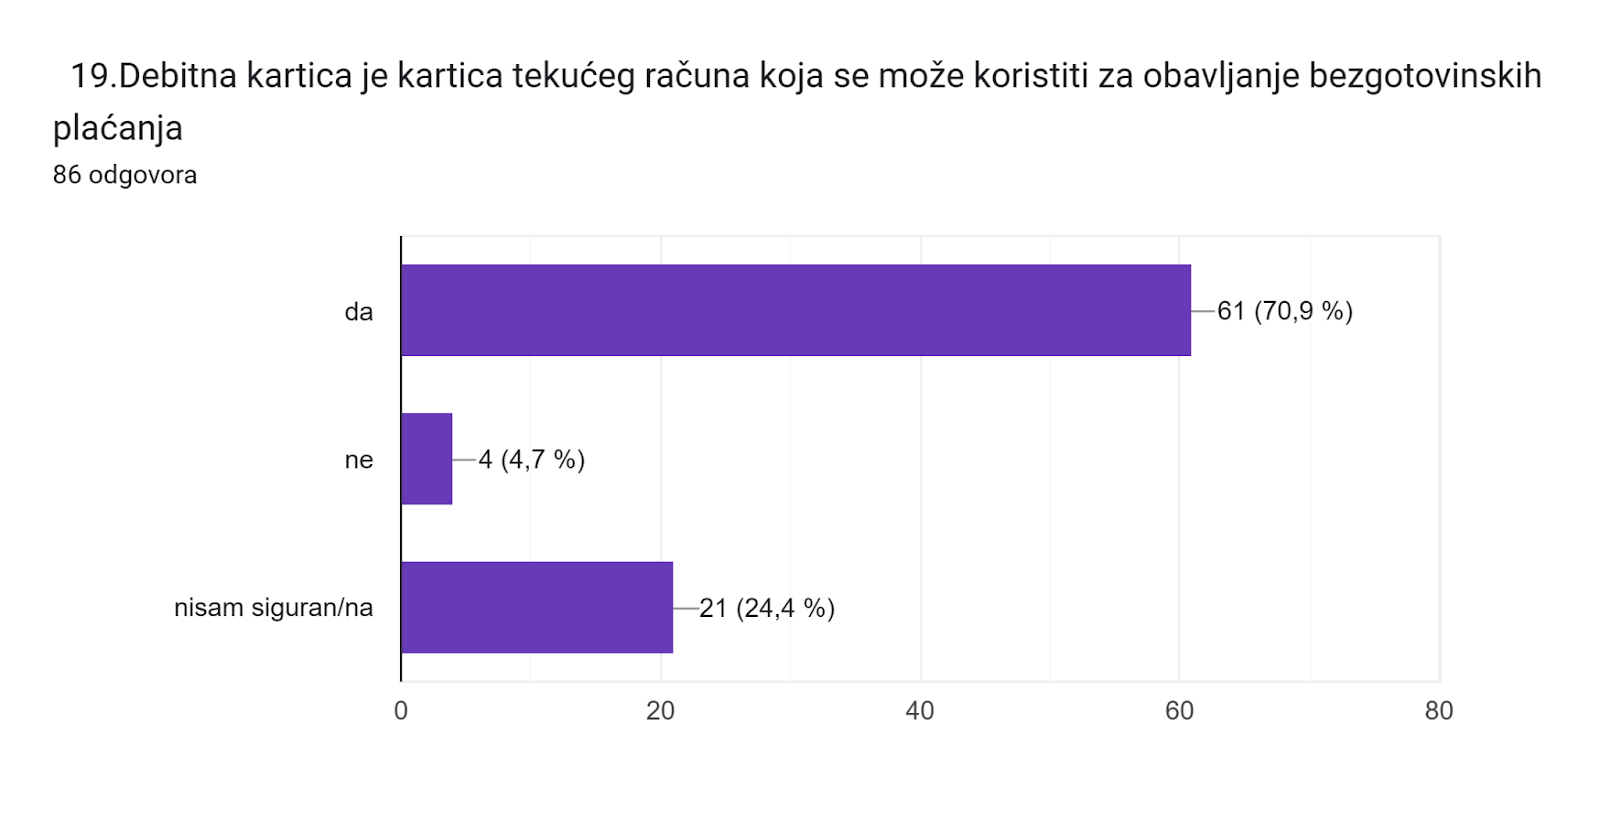 19.Debitna kartica je kartica tekućeg računa koja se može koristiti za obavljanje bezgotovinskih
plaćanja
86 odgovora
da
61 (70,9 %)
ne
4 (4,7 %)
nisam siguran/na
21 (24,4 %)
0 20 40 60 80